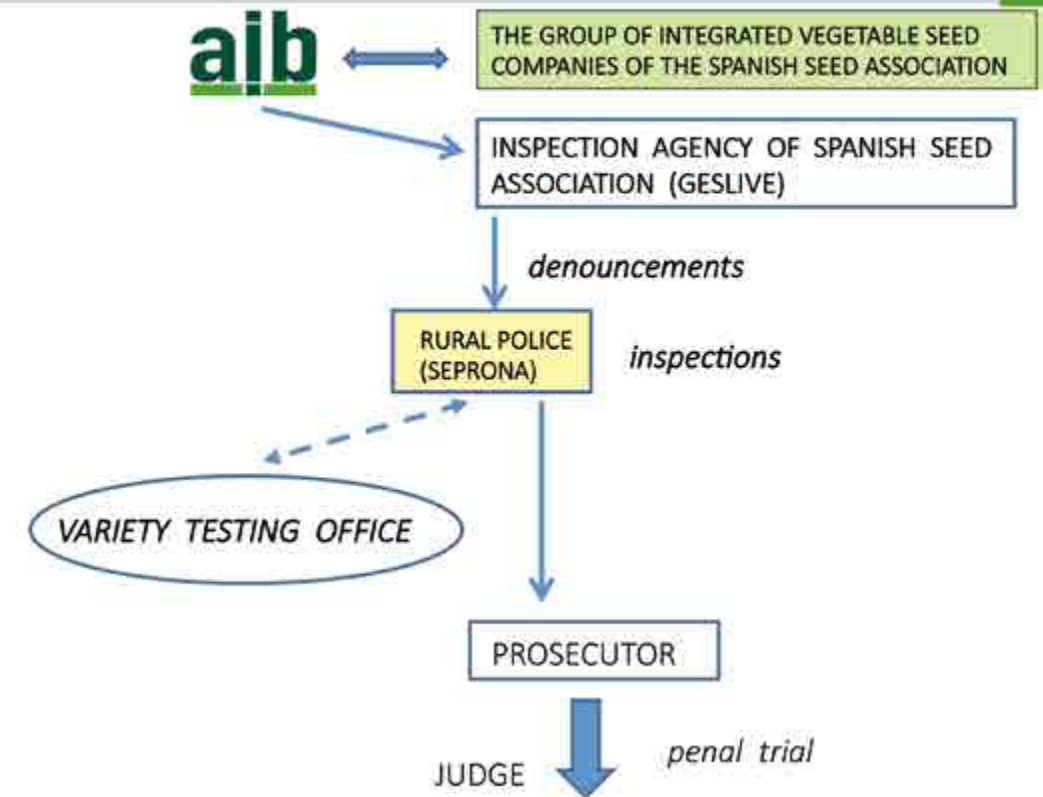 aib
THE GROUP OF INTEGRATED VEGETABLE SEED
COMPANIES OF THE SPANISH SEED ASSOCIATION
INSPECTION AGENCY OF SPANISH SEED
ASSOCIATION (GESLIVE)
denouncements
RURAL POLICE
(SEPRONA)
inspections
VARIETY TESTING OFFICE
PROSECUTOR
penal trial
JUDGE